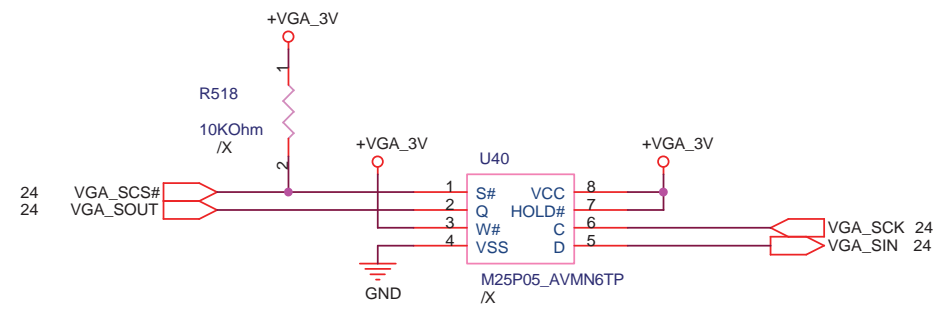 +VGA_3V
1
R518
10KOhm
/X
2
+VGA_3V
+VGA_3V
U40
24 VGA_SCS# 1 S# VCC 8
24 VGA_SOUT 2 Q HOLD# 7
3 W# C 6 VGA_SCK 24
4 VSS D 5 VGA_SIN 24
M25P05_AVMN6TP
/X
GND